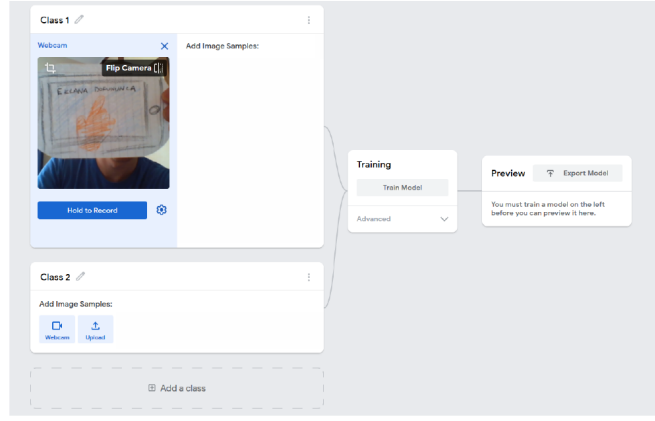 Class 1
Webcam
Add Image Samples:
Flip Camera
Hold to Record
Class 2
Add Image Samples:
Webcam
Upload
Add a class
Training
Train Model
Advanced
Preview
Export Model
You must train a model on the left
before you can preview it here.